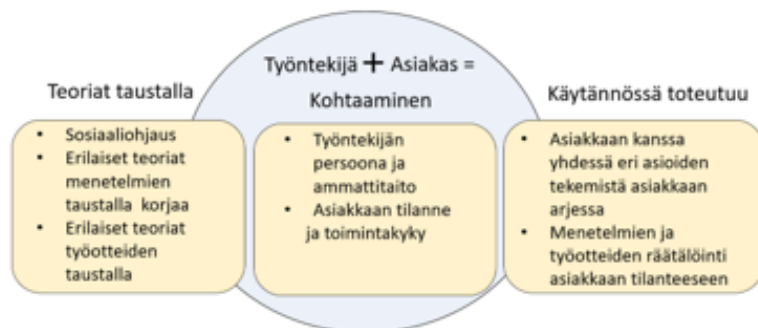 Teoriat taustalla
• Sosiaaliohjaus
• Erilaiset teoriat
menetelmien
taustalla korjaa
• Erilaiset teoriat
työotteiden
taustalla
Työntekijä + Asiakas =
Kohtaaminen
• Työntekijän
persoona ja
ammattitaito
• Asiakkaan tilanne
ja toimintakyky
Käytännössä toteutuu
• Asiakkaan kanssa
yhdessä eri asioiden
tekemistä asiakkaan
arjessa
• Menetelmien ja
työotteiden räätälöinti
asiakkaan tilanteeseen